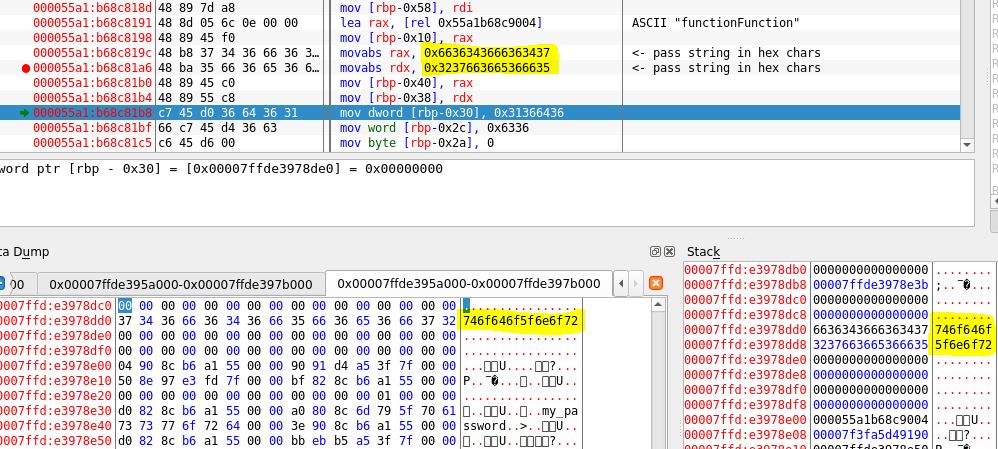 000055a1:b68c818d 48 89 7d a8 mov [rbp-0x58], rdi
000055a1:b68c8191 48 8d 05 6c 0e 00 00 lea rax, [rel 0x55a1b68c9004] ASCII "functionFunction"
000055a1:b68c8198 48 89 45 f0 mov [rbp-0x10], rax
000055a1:b68c819c 48 b8 37 34 36 66 36 3… movabs rax, 0x6636343666363437 <- pass string in hex chars
000055a1:b68c81a6 48 ba 35 66 36 65 36 6… movabs rdx, 0x3237663665366635 <- pass string in hex chars
000055a1:b68c81b0 48 89 45 c0 mov [rbp-0x40], rax
000055a1:b68c81b4 48 89 55 c8 mov [rbp-0x38], rdx
000055a1:b68c81b8 c7 45 d0 36 64 36 31 mov dword [rbp-0x30], 0x31366436
000055a1:b68c81bf 66 c7 45 d4 36 63 mov word [rbp-0x2c], 0x6336
000055a1:b68c81c5 c6 45 d6 00 mov byte [rbp-0x2a], 0
word ptr [rbp - 0x30] = [0x00007ffde3978de0] = 0x00000000
ta Dump
00 0x00007ffde395a000-0x00007ffde397b000 0x00007ffde395a000-0x00007ffde397b000
0007ffd:e3978dc0 00 00 00 00 00 00 00 00 00 00 00 00 00 00 00 00 ................
0007ffd:e3978dd0 37 34 36 66 36 34 36 66 35 66 36 65 36 66 37 32 746f646f5f6e6f72
0007ffd:e3978de0 00 00 00 00 00 00 00 00 00 00 00 00 00 00 00 00 ................
0007ffd:e3978df0 00 00 00 00 00 00 00 00 00 00 00 00 00 00 00 00 ................
0007ffd:e3978e00 04 90 8c b6 a1 55 00 00 00 90 91 d4 a5 3f 7f 00 00
0007ffd:e3978e10 50 8e 97 e3 fd 7f 00 00 bf 82 8c b6 a1 55 00 00
0007ffd:e3978e20 00 00 00 00 00 00 00 00 00 00 00 00 01 00 00 00 ................
0007ffd:e3978e30 d0 82 8c b6 a1 55 00 00 a0 80 8c 6d 79 5f 70 61 my_pa
0007ffd:e3978e40 73 73 77 6f 72 64 00 00 3e 90 8c b6 a1 55 00 00 ssword..>
0007ffd:e3978e50 d0 82 8c b6 a1 55 00 00 bb eb b5 a5 3f 7f 00 00
Stack
00007ffd:e3978db0 0000000000000000 ........
00007ffd:e3978db8 00007ffde3978e3b
00007ffd:e3978dc0 0000000000000000 ........
00007ffd:e3978dc8 0000000000000000 ........
00007ffd:e3978dd0 6636343666363437 746f646f
00007ffd:e3978dd8 3237663665366635 5f6e6f72
00007ffd:e3978de0 0000000000000000 ........
00007ffd:e3978de8 0000000000000000 ........
00007ffd:e3978df0 0000000000000000 ........
00007ffd:e3978df8 0000000000000000 ........
00007ffd:e3978e00 000055a1b68c9004
00007ffd:e3978e08 00007f3fa5d49190